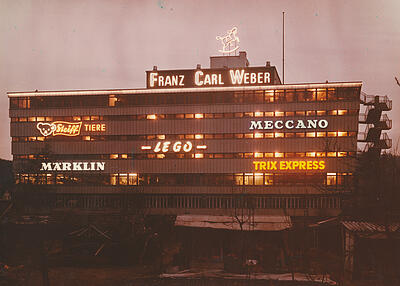 FRANZ CARL WEBER
Steiff TIERE
MECCANO
- LEGO -
MÄRKLIN
TRIX EXPRESS